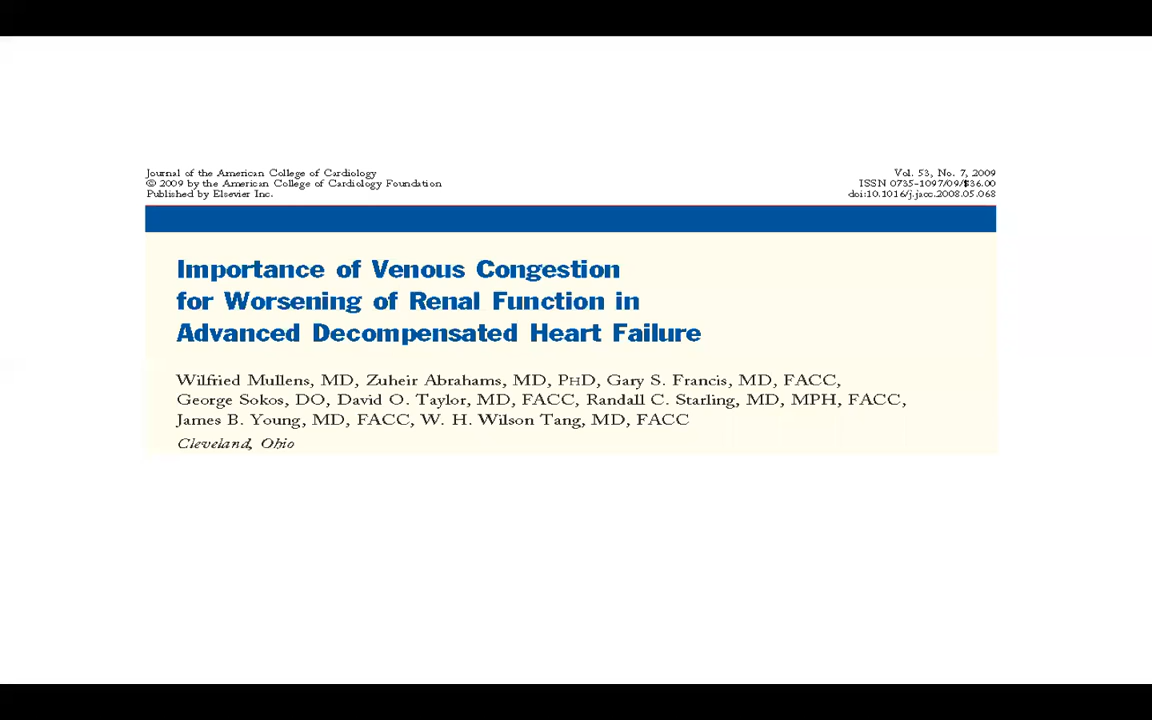 Journal of the American College of Cardiology
© 2009 by the American College of Cardiology Foundation
Published by Elsevier Inc.
Vol. 53, No. 7, 2009
ISSN 0735-1097/09/$36.00
doi:10.1016/j.jacc.2008.05.068
Importance of Venous Congestion
for Worsening of Renal Function in
Advanced Decompensated Heart Failure
Wilfried Mullens, MD, Zuheir Abrahams, MD, PHD, Gary S. Francis, MD, FACC,
George Sokos, DO, David O. Taylor, MD, FACC, Randall C. Starling, MD, MPH, FACC,
James B. Young, MD, FACC, W. H. Wilson Tang, MD, FACC
Cleveland, Ohio